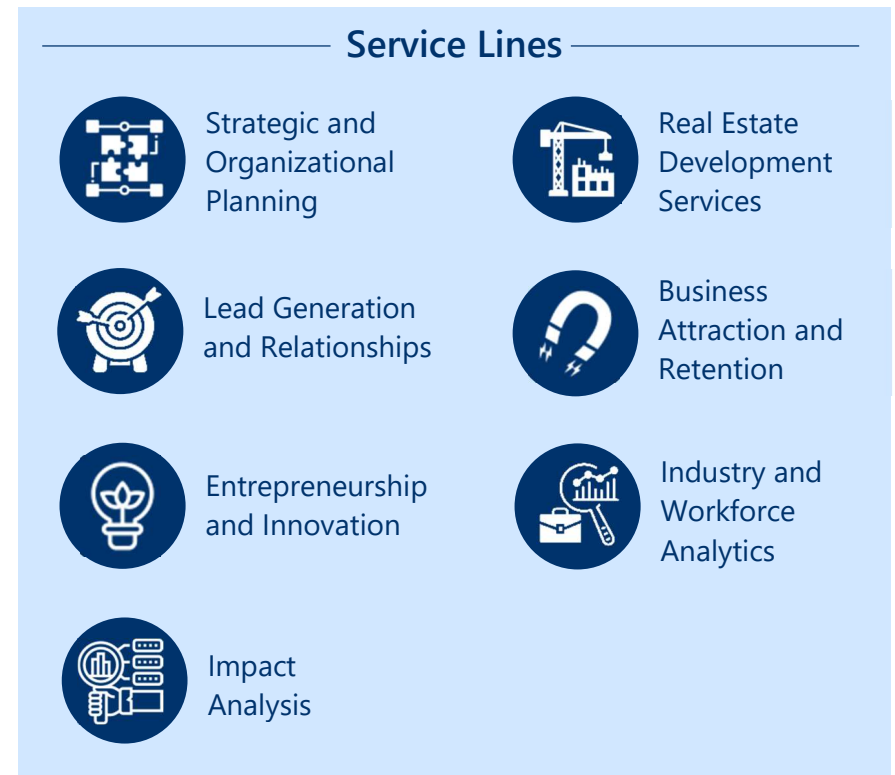 Service Lines
Strategic and
Organizational
Planning
Real Estate
Development
Services
Lead Generation
and Relationships
Business
Attraction and
Retention
Entrepreneurship
and Innovation
Industry and
Workforce
Analytics
Impact
Analysis